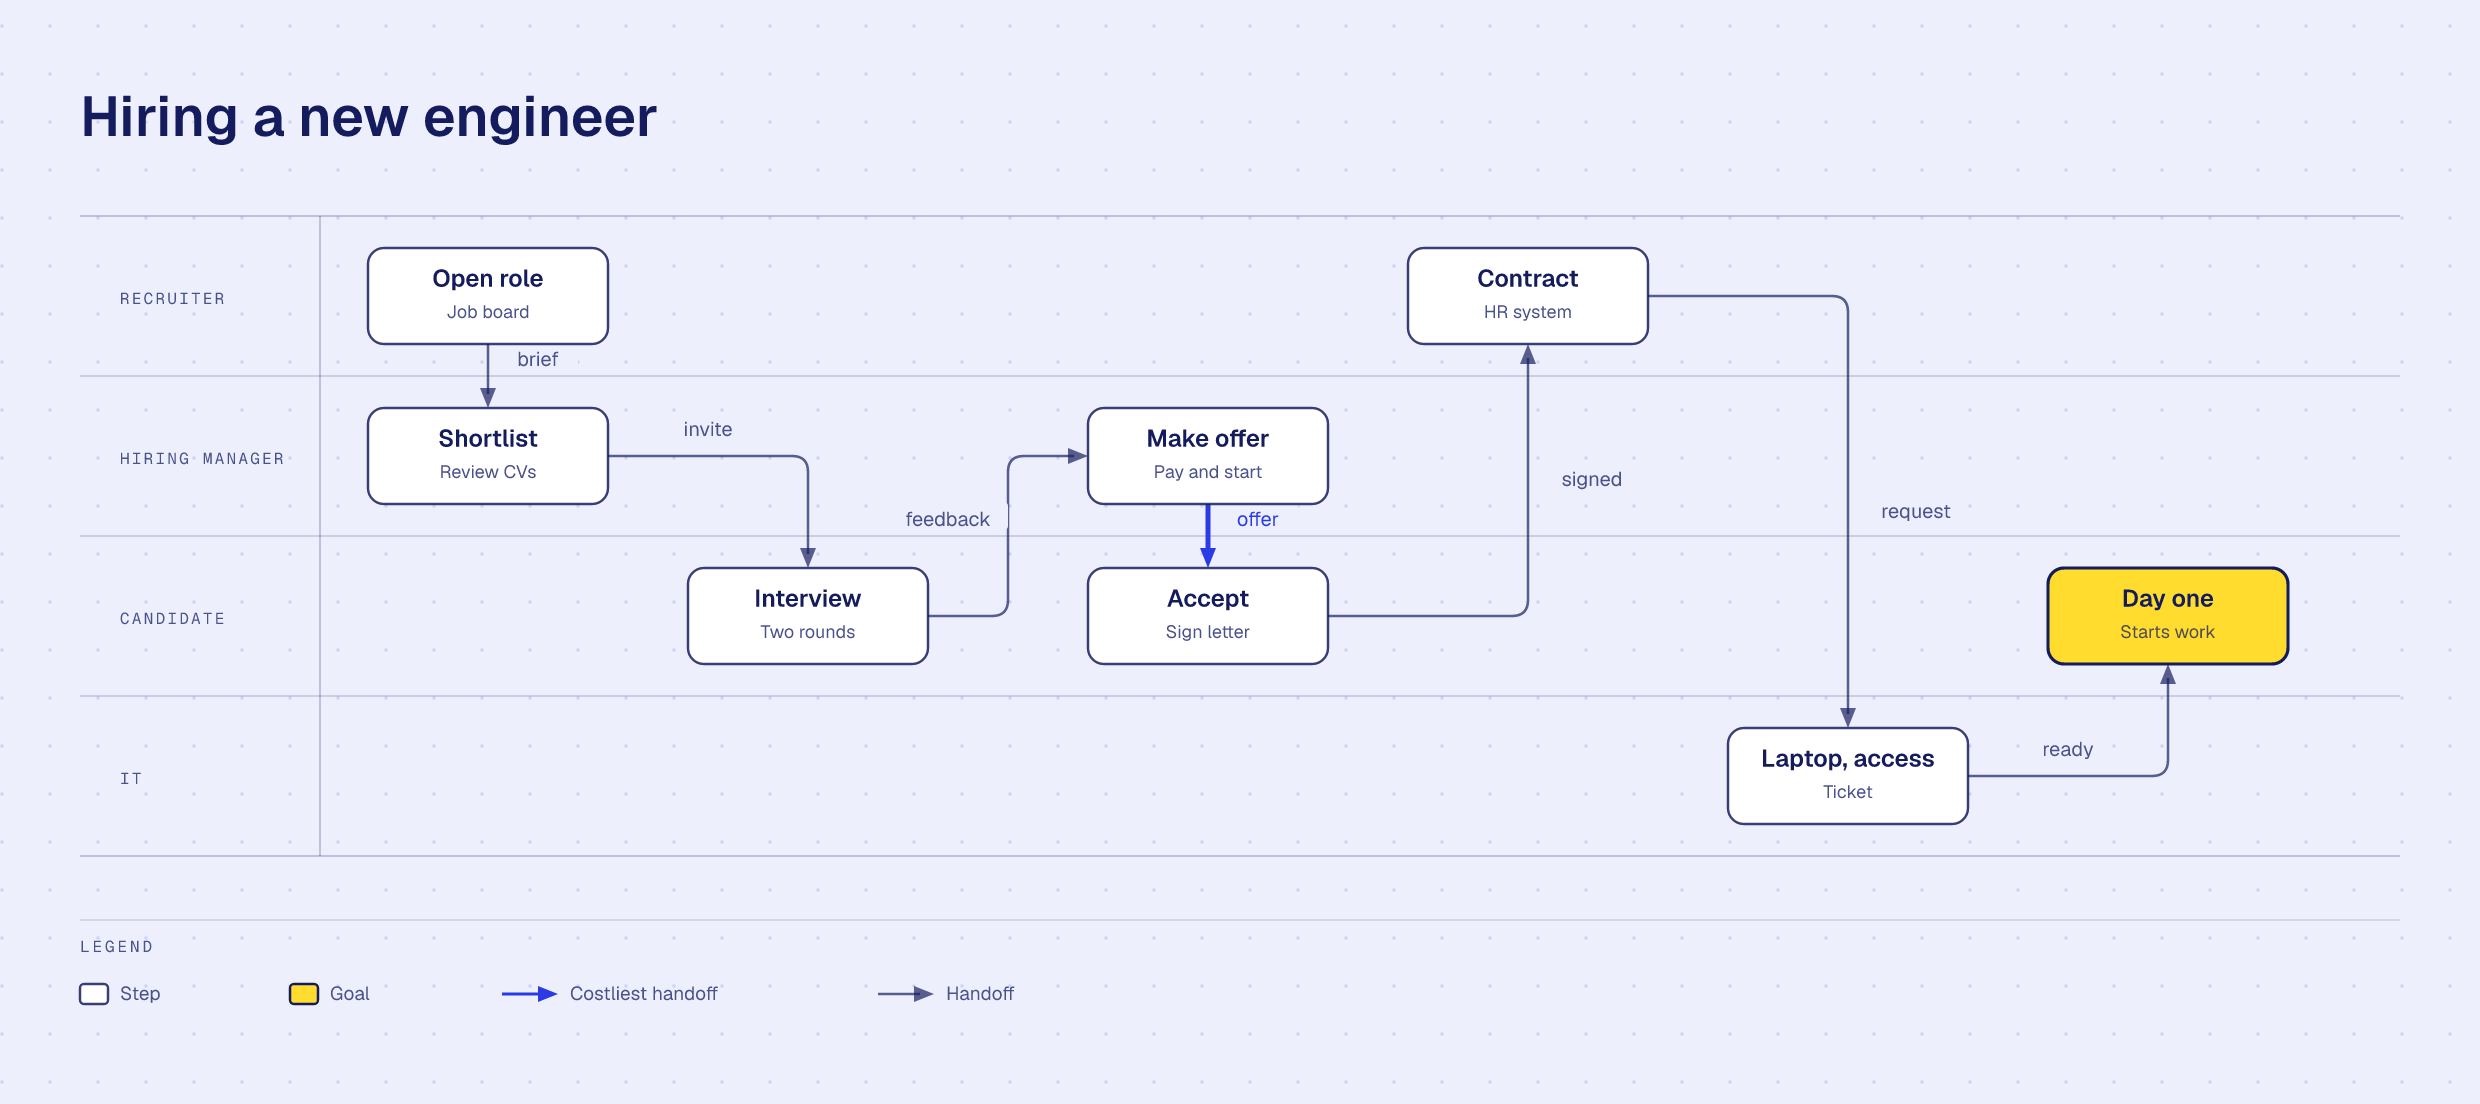 Hiring a new engineer
RECRUITER
Open role
Job board
Contract
HR system
brief
HIRING MANAGER
Shortlist
Review CVs
invite
Make offer
Pay and start
signed
request
feedback
offer
CANDIDATE
Interview
Two rounds
Accept
Sign letter
Day one
Starts work
IT
Laptop, access
Ticket
ready
LEGEND
Step
Goal
Costliest handoff
Handoff